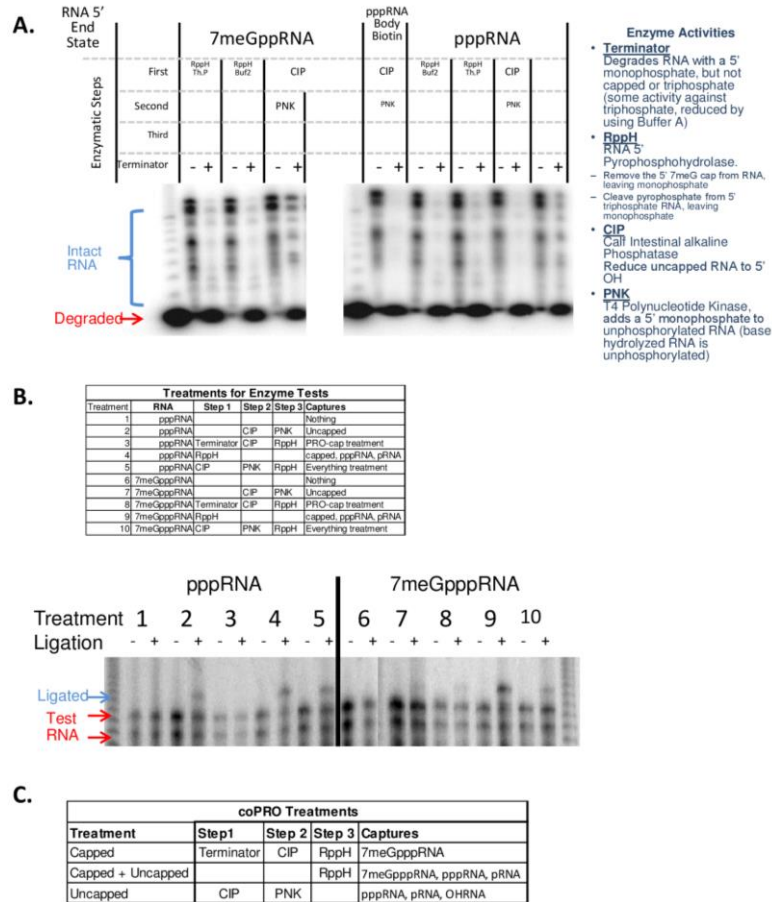 A.
RNA 5'
End
State
7meGppRNA
pppRNA
Body
Biotin
pppRNA
Enzymatic Steps
First
RppH
Th.P
RppH
Buf2
CIP
CIP
RppH
Buf2
RppH
Th.P
CIP
Second
PNK
PNK
PNK
Third
Terminator
- + - + - + - + - + - + - + - +
Intact
RNA
Degraded
Enzyme Activities
• Terminator
Degrades RNA with a 5'
monophosphate, but not
capped or triphosphate
(some activity against
triphosphate, reduced by
using Buffer A)
• RppH
RNA 5'
Pyrophosphohydrolase.
– Remove the 5' 7meG cap from RNA,
leaving monophosphate
– Cleave pyrophosphate from 5'
triphosphate RNA, leaving
monophosphate
• CIP
Calf Intestinal alkaline
Phosphatase
Reduce uncapped RNA to 5'
OH
• PNK
T4 Polynucleotide Kinase,
adds a 5' monophosphate to
unphosphorylated RNA (base
hydrolyzed RNA is
unphosphorylated)
B.
Treatments for Enzyme Tests
Treatment RNA Step 1 Step 2 Step 3 Captures
1 pppRNA Nothing
2 pppRNA CIP PNK Uncapped
3 pppRNA Terminator CIP RppH PRO-cap treatment
4 pppRNA RppH capped, pppRNA, pRNA
5 pppRNA CIP PNK RppH Everything treatment
6 7meGpppRNA Nothing
7 7meGpppRNA CIP PNK Uncapped
8 7meGpppRNA Terminator CIP RppH PRO-cap treatment
9 7meGpppRNA RppH capped, pppRNA, pRNA
10 7meGpppRNA CIP PNK RppH Everything treatment
pppRNA 7meGpppRNA
Treatment 1 2 3 4 5 6 7 8 9 10
Ligation - + - + - + - + - + - + - + - + - + - +
Ligated
Test
RNA
C.
coPRO Treatments
Treatment Step1 Step 2 Step 3 Captures
Capped Terminator CIP RppH 7meGpppRNA
Capped + Uncapped RppH 7meGpppRNA, pppRNA, pRNA
Uncapped CIP PNK pppRNA, pRNA, OHRNA